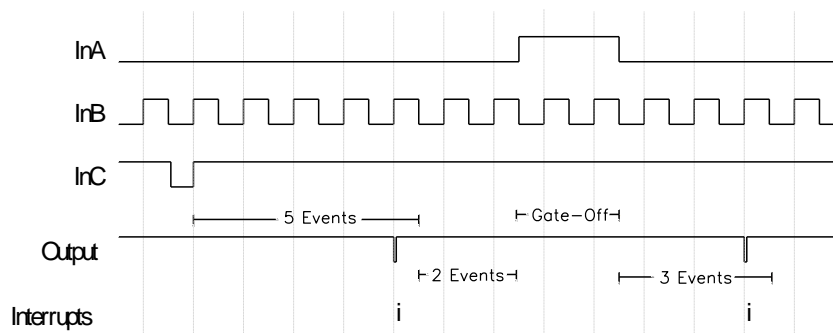 InA
InB
InC
5 Events
Gate-Off
Output
2 Events
3 Events
Interrupts
i
i